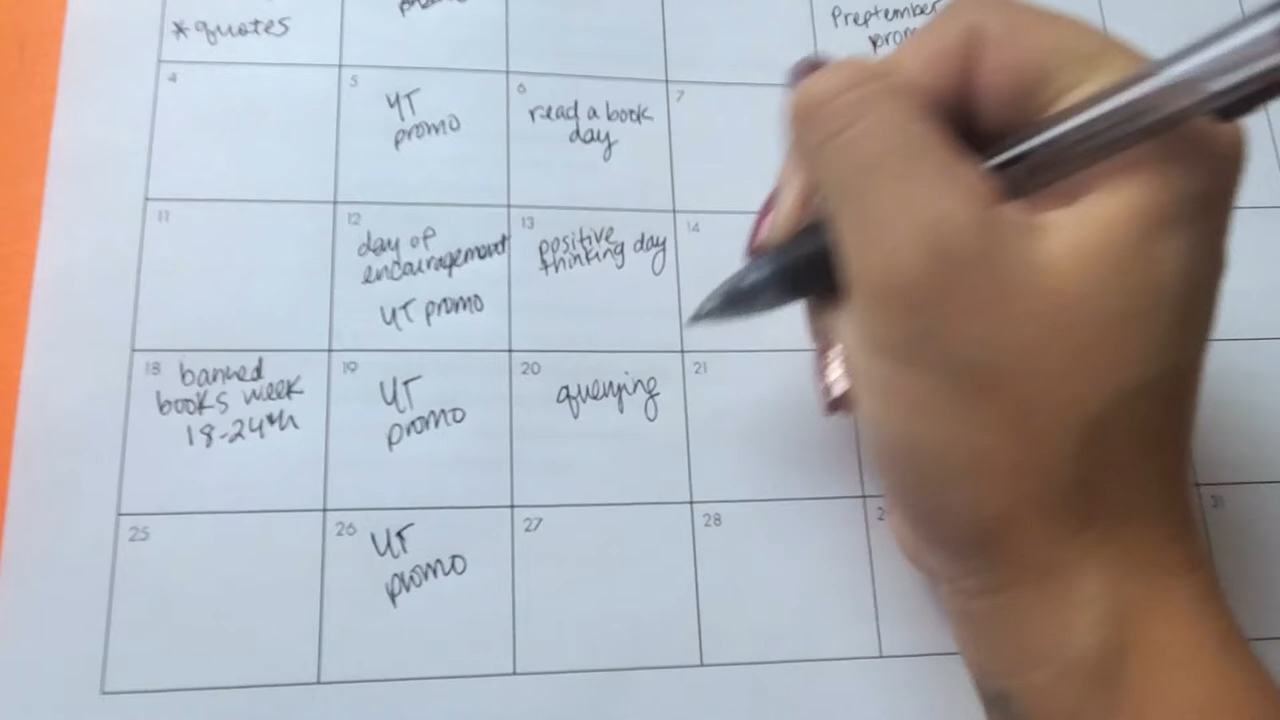 *quotes
promo
Preptember
4
5
YT
promo
6
read a book
day
7
11
12
day of
encouragement
YT promo
13
positive
thinking day
14
18 banned
books week
18-24th
19
YT
promo
20
querying
21
25
26
YT
promo
27
28
31